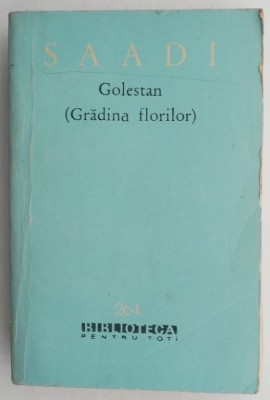 SAADI
Golestan
(Grădina florilor)
264
BIBLIOTECA
PENTRU TOȚI